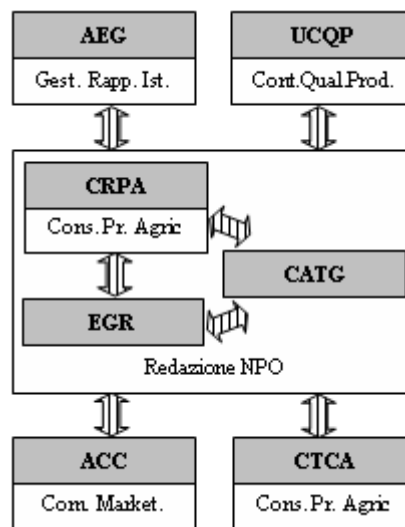 AEG
Gest. Rapp. Ist.
UCQP
Cont.Qual.Prod.
CRPA
Cons.Pr. Agric
CATG
EGR
Redazione NPO
ACC
Com. Market.
CTCA
Cons.Pr. Agric